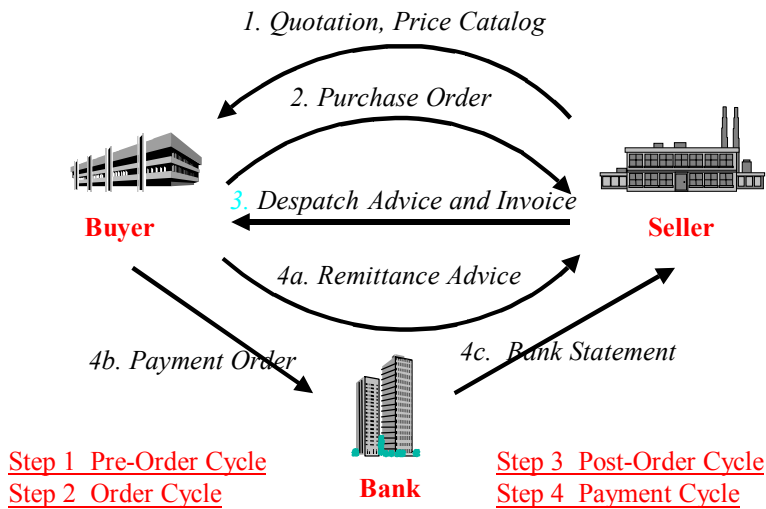 1. Quotation, Price Catalog
2. Purchase Order
3. Despatch Advice and Invoice
Buyer
Seller
4a. Remittance Advice
4b. Payment Order
4c. Bank Statement
Step 1 Pre-Order Cycle
Step 2 Order Cycle
Bank
Step 3 Post-Order Cycle
Step 4 Payment Cycle